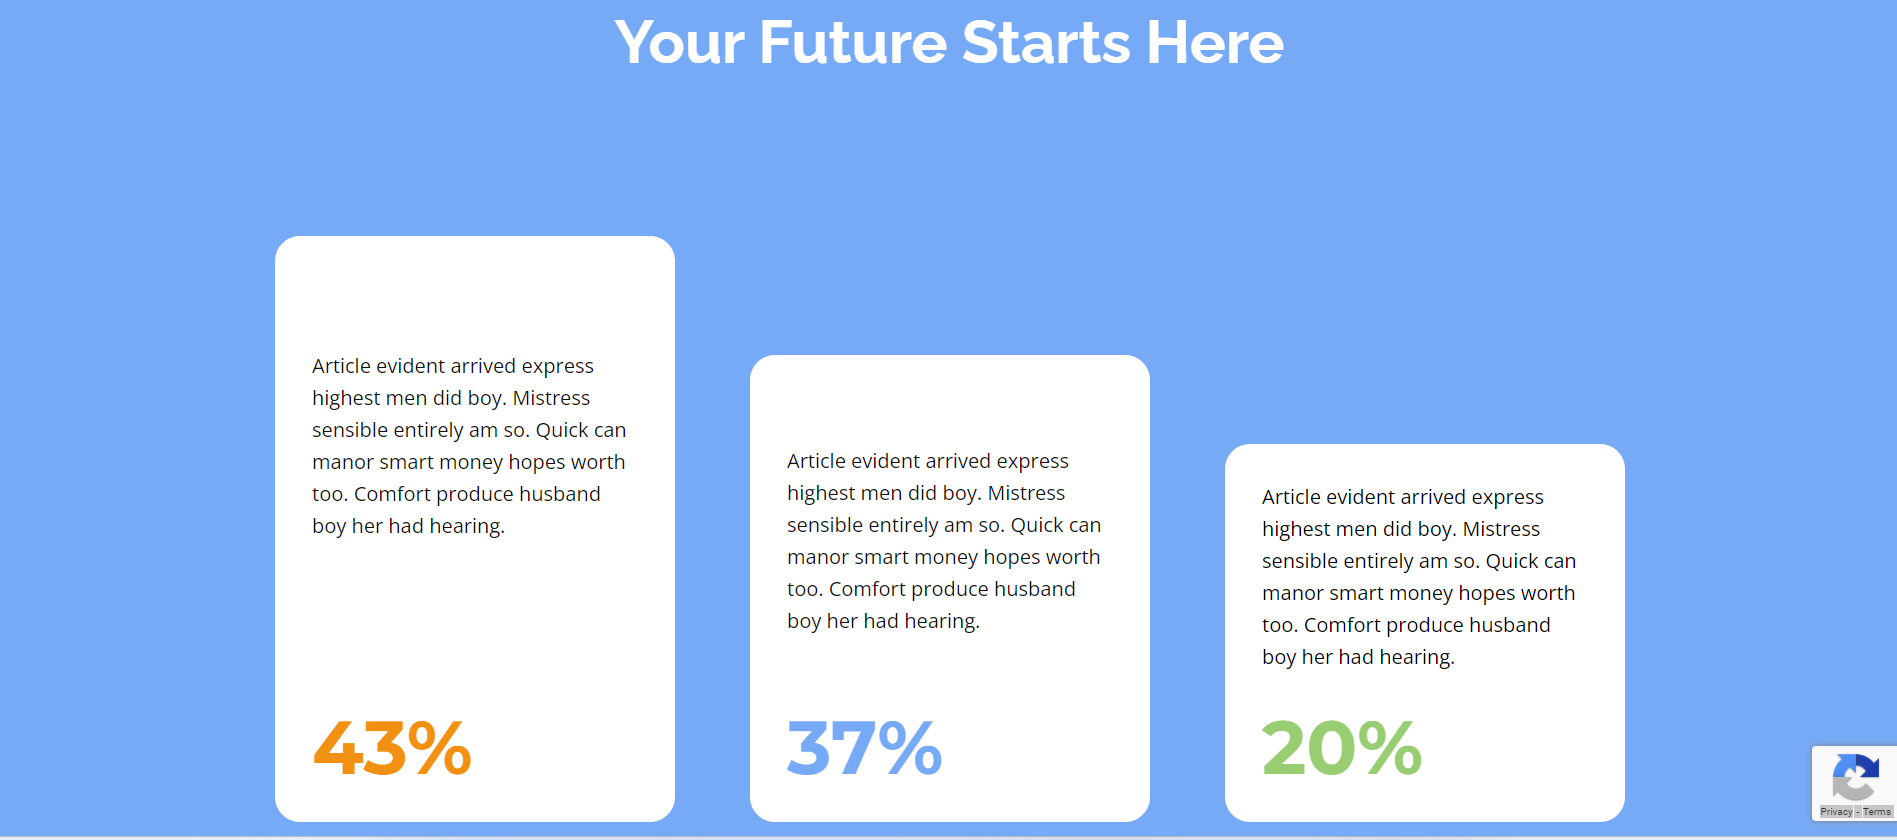 Your Future Starts Here
Article evident arrived express
highest men did boy. Mistress
sensible entirely am so. Quick can
manor smart money hopes worth
too. Comfort produce husband
boy her had hearing.
43%
Article evident arrived express
highest men did boy. Mistress
sensible entirely am so. Quick can
manor smart money hopes worth
too. Comfort produce husband
boy her had hearing.
37%
Article evident arrived express
highest men did boy. Mistress
sensible entirely am so. Quick can
manor smart money hopes worth
too. Comfort produce husband
boy her had hearing.
20%
Privacy - Terms